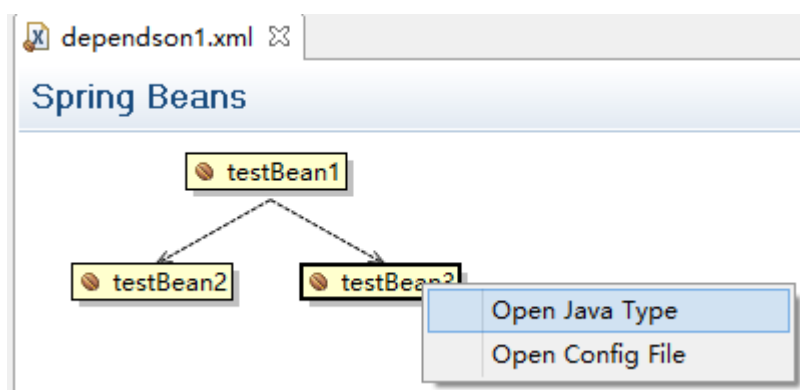 dependson1.xml
Spring Beans
testBean1
testBean2
testBean3
Open Java Type
Open Config File